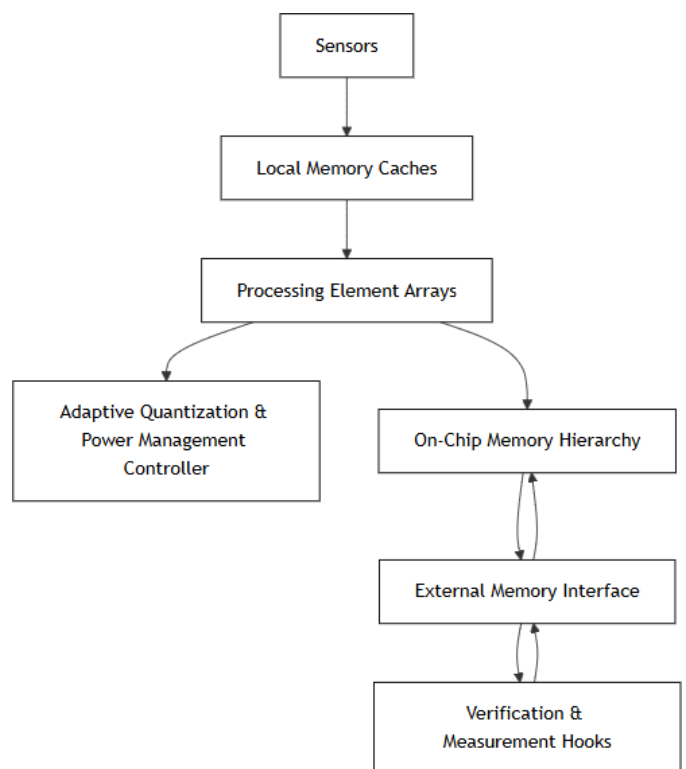 Sensors
Local Memory Caches
Processing Element Arrays
Adaptive Quantization &
Power Management
Controller
On-Chip Memory Hierarchy
External Memory Interface
Verification &
Measurement Hooks